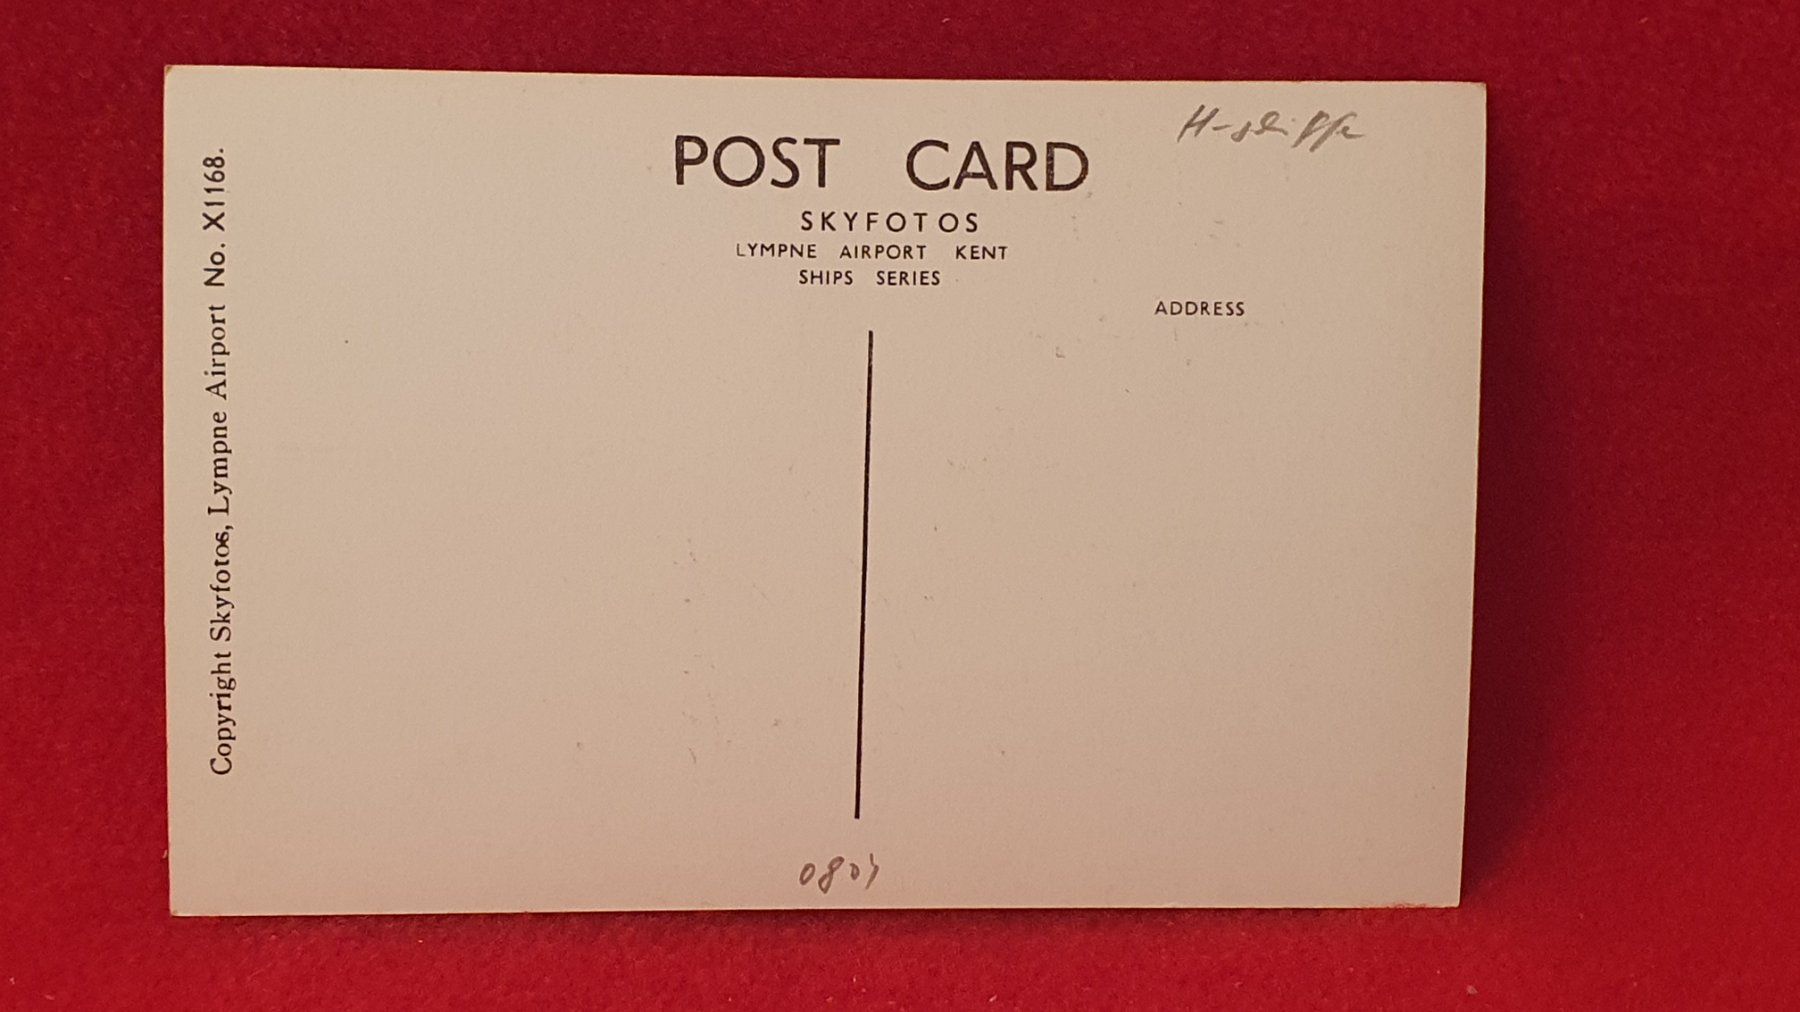 POST CARD
SKYFOTOS
LYMPNE AIRPORT KENT
SHIPS SERIES
ADDRESS
Copyright Skyfotos, Lympne Airport No. X1168.